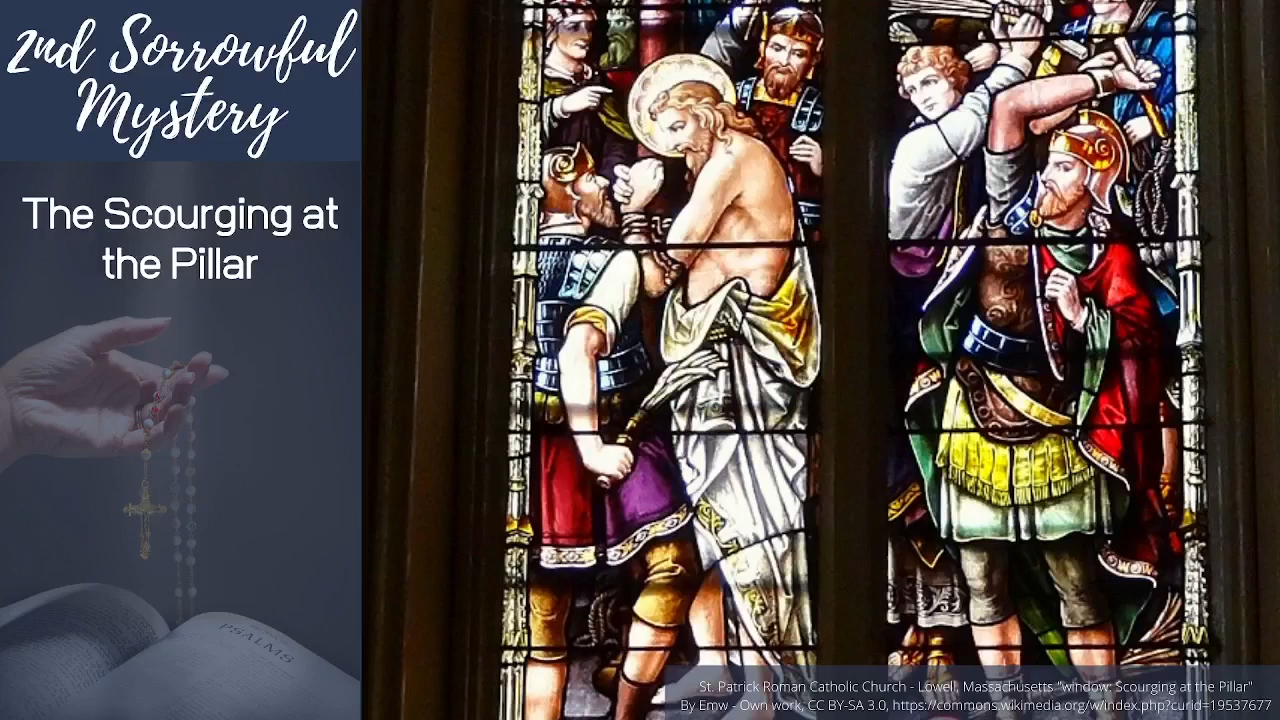 2nd Sorrowful
Mystery
The Scourging at
the Pillar
PSALMS
St. Patrick Roman Catholic Church - Lowell, Massachusetts "window: Scourging at the Pillar"
By Emw - Own work, CC BY-SA 3.0, https://commons.wikimedia.org/w/index.php?curid=19537677